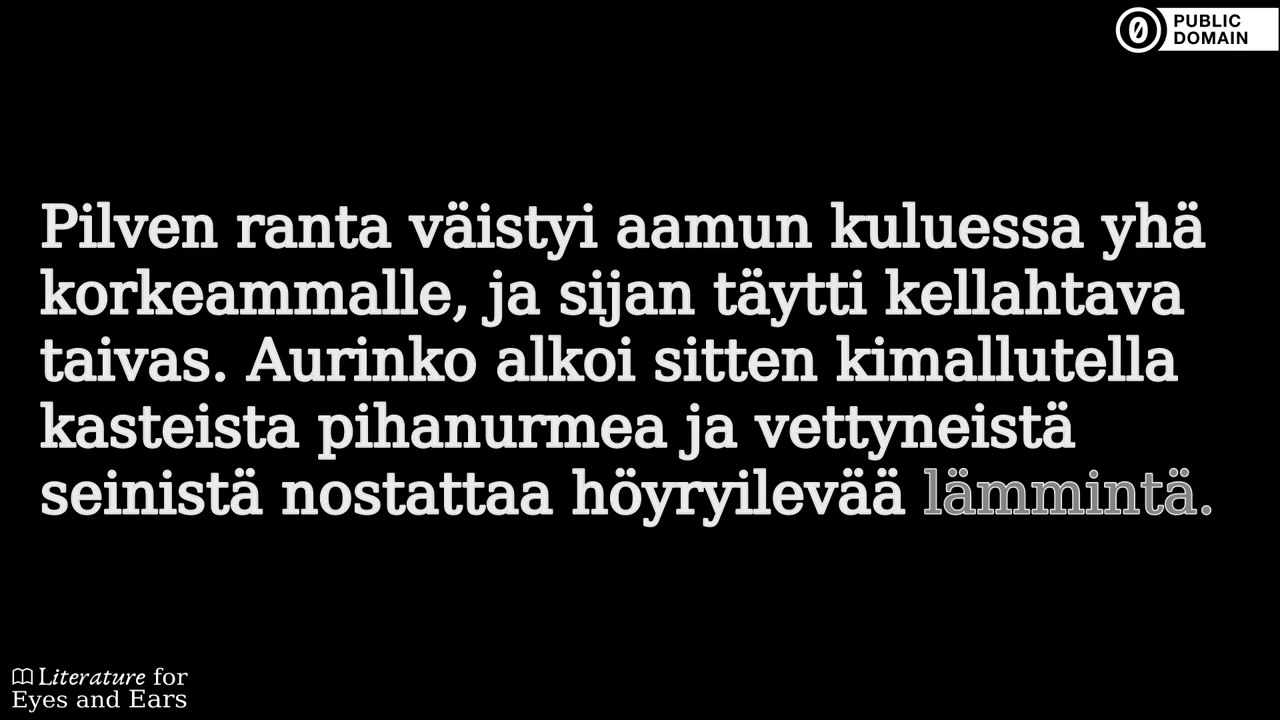 PUBLIC
DOMAIN
Pilven ranta väistyi aamun kuluessa yhä
korkeammalle, ja sijan täytti kellahtava
taivas. Aurinko alkoi sitten kimallutella
kasteista pihanurmea ja vettyneistä
seinistä nostattaa höyryilevää lämmintä.
Literature for
Eyes and Ears